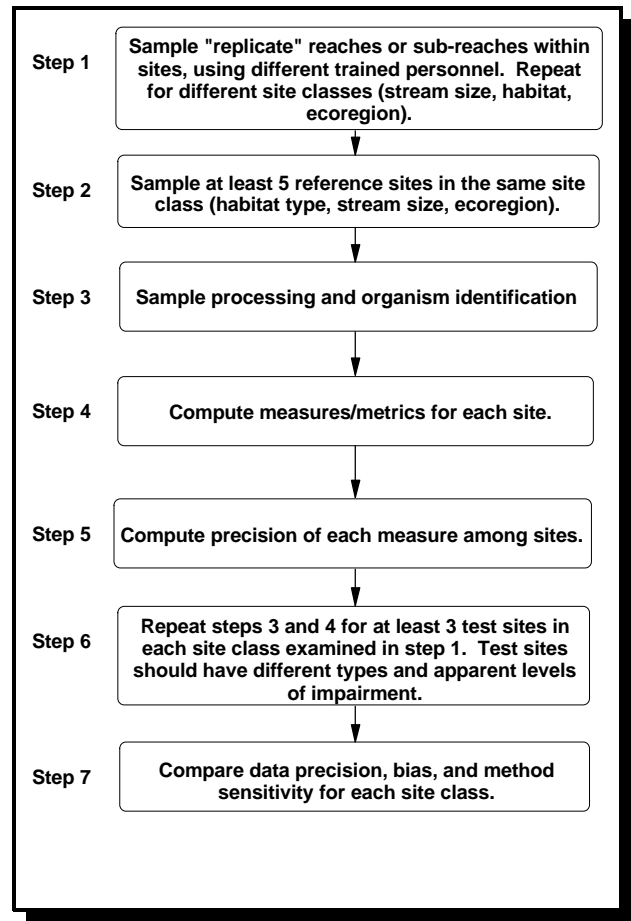 Step 1
Sample "replicate" reaches or sub-reaches within
sites, using different trained personnel. Repeat
for different site classes (stream size, habitat,
ecoregion).
Step 2
Sample at least 5 reference sites in the same site
class (habitat type, stream size, ecoregion).
Step 3
Sample processing and organism identification
Step 4
Compute measures/metrics for each site.
Step 5
Compute precision of each measure among sites.
Step 6
Repeat steps 3 and 4 for at least 3 test sites in
each site class examined in step 1. Test sites
should have different types and apparent levels
of impairment.
Step 7
Compare data precision, bias, and method
sensitivity for each site class.